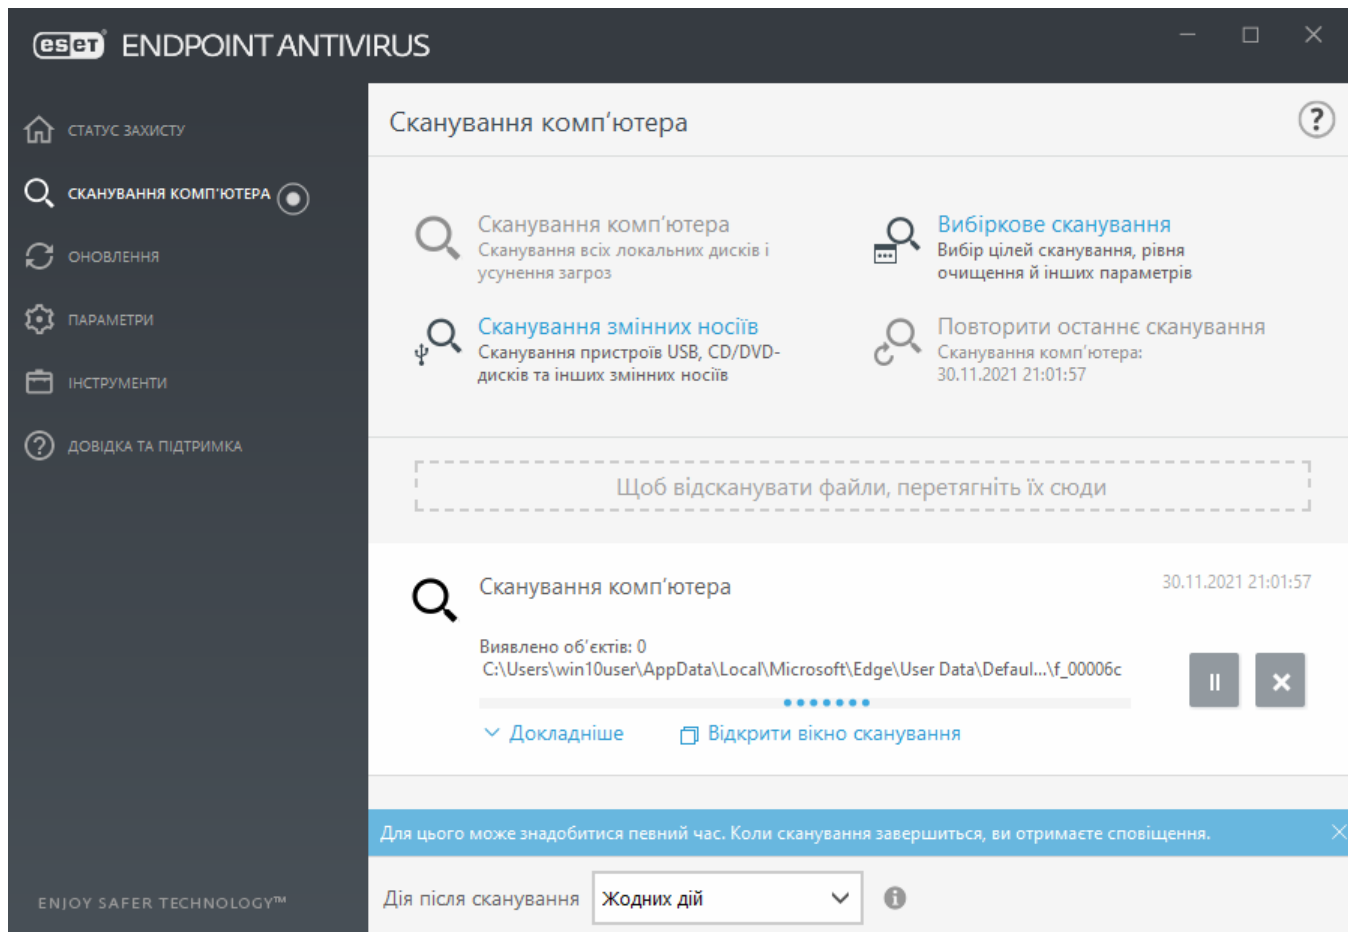 eset ENDPOINT ANTIVIRUS
СТАТУС ЗАХИСТУ
СКАНУВАННЯ КОМП'ЮТЕРА
ОНОВЛЕННЯ
ПАРАМЕТРИ
ІНСТРУМЕНТИ
ДОВІДКА ТА ПІДТРИМКА
ENJOY SAFER TECHNOLOGY™
Сканування комп'ютера
?
Сканування комп'ютера
Сканування всіх локальних дисків і
усунення загроз
Вибіркове сканування
Вибір цілей сканування, рівня
очищення й інших параметрів
Сканування змінних носіїв
Сканування пристроїв USB, CD/DVD-
дисків та інших змінних носіїв
Повторити останнє сканування
Сканування комп'ютера:
30.11.2021 21:01:57
Щоб відсканувати файли, перетягніть їх сюди
Сканування комп'ютера
30.11.2021 21:01:57
Виявлено об'єктів: 0
C:\Users\win10user\AppData\Local\Microsoft\Edge\User Data\Defaul...\f_00006c
Докладніше
Відкрити вікно сканування
Для цього може знадобитися певний час. Коли сканування завершиться, ви отримаєте сповіщення.
Дія після сканування
Жодних дій